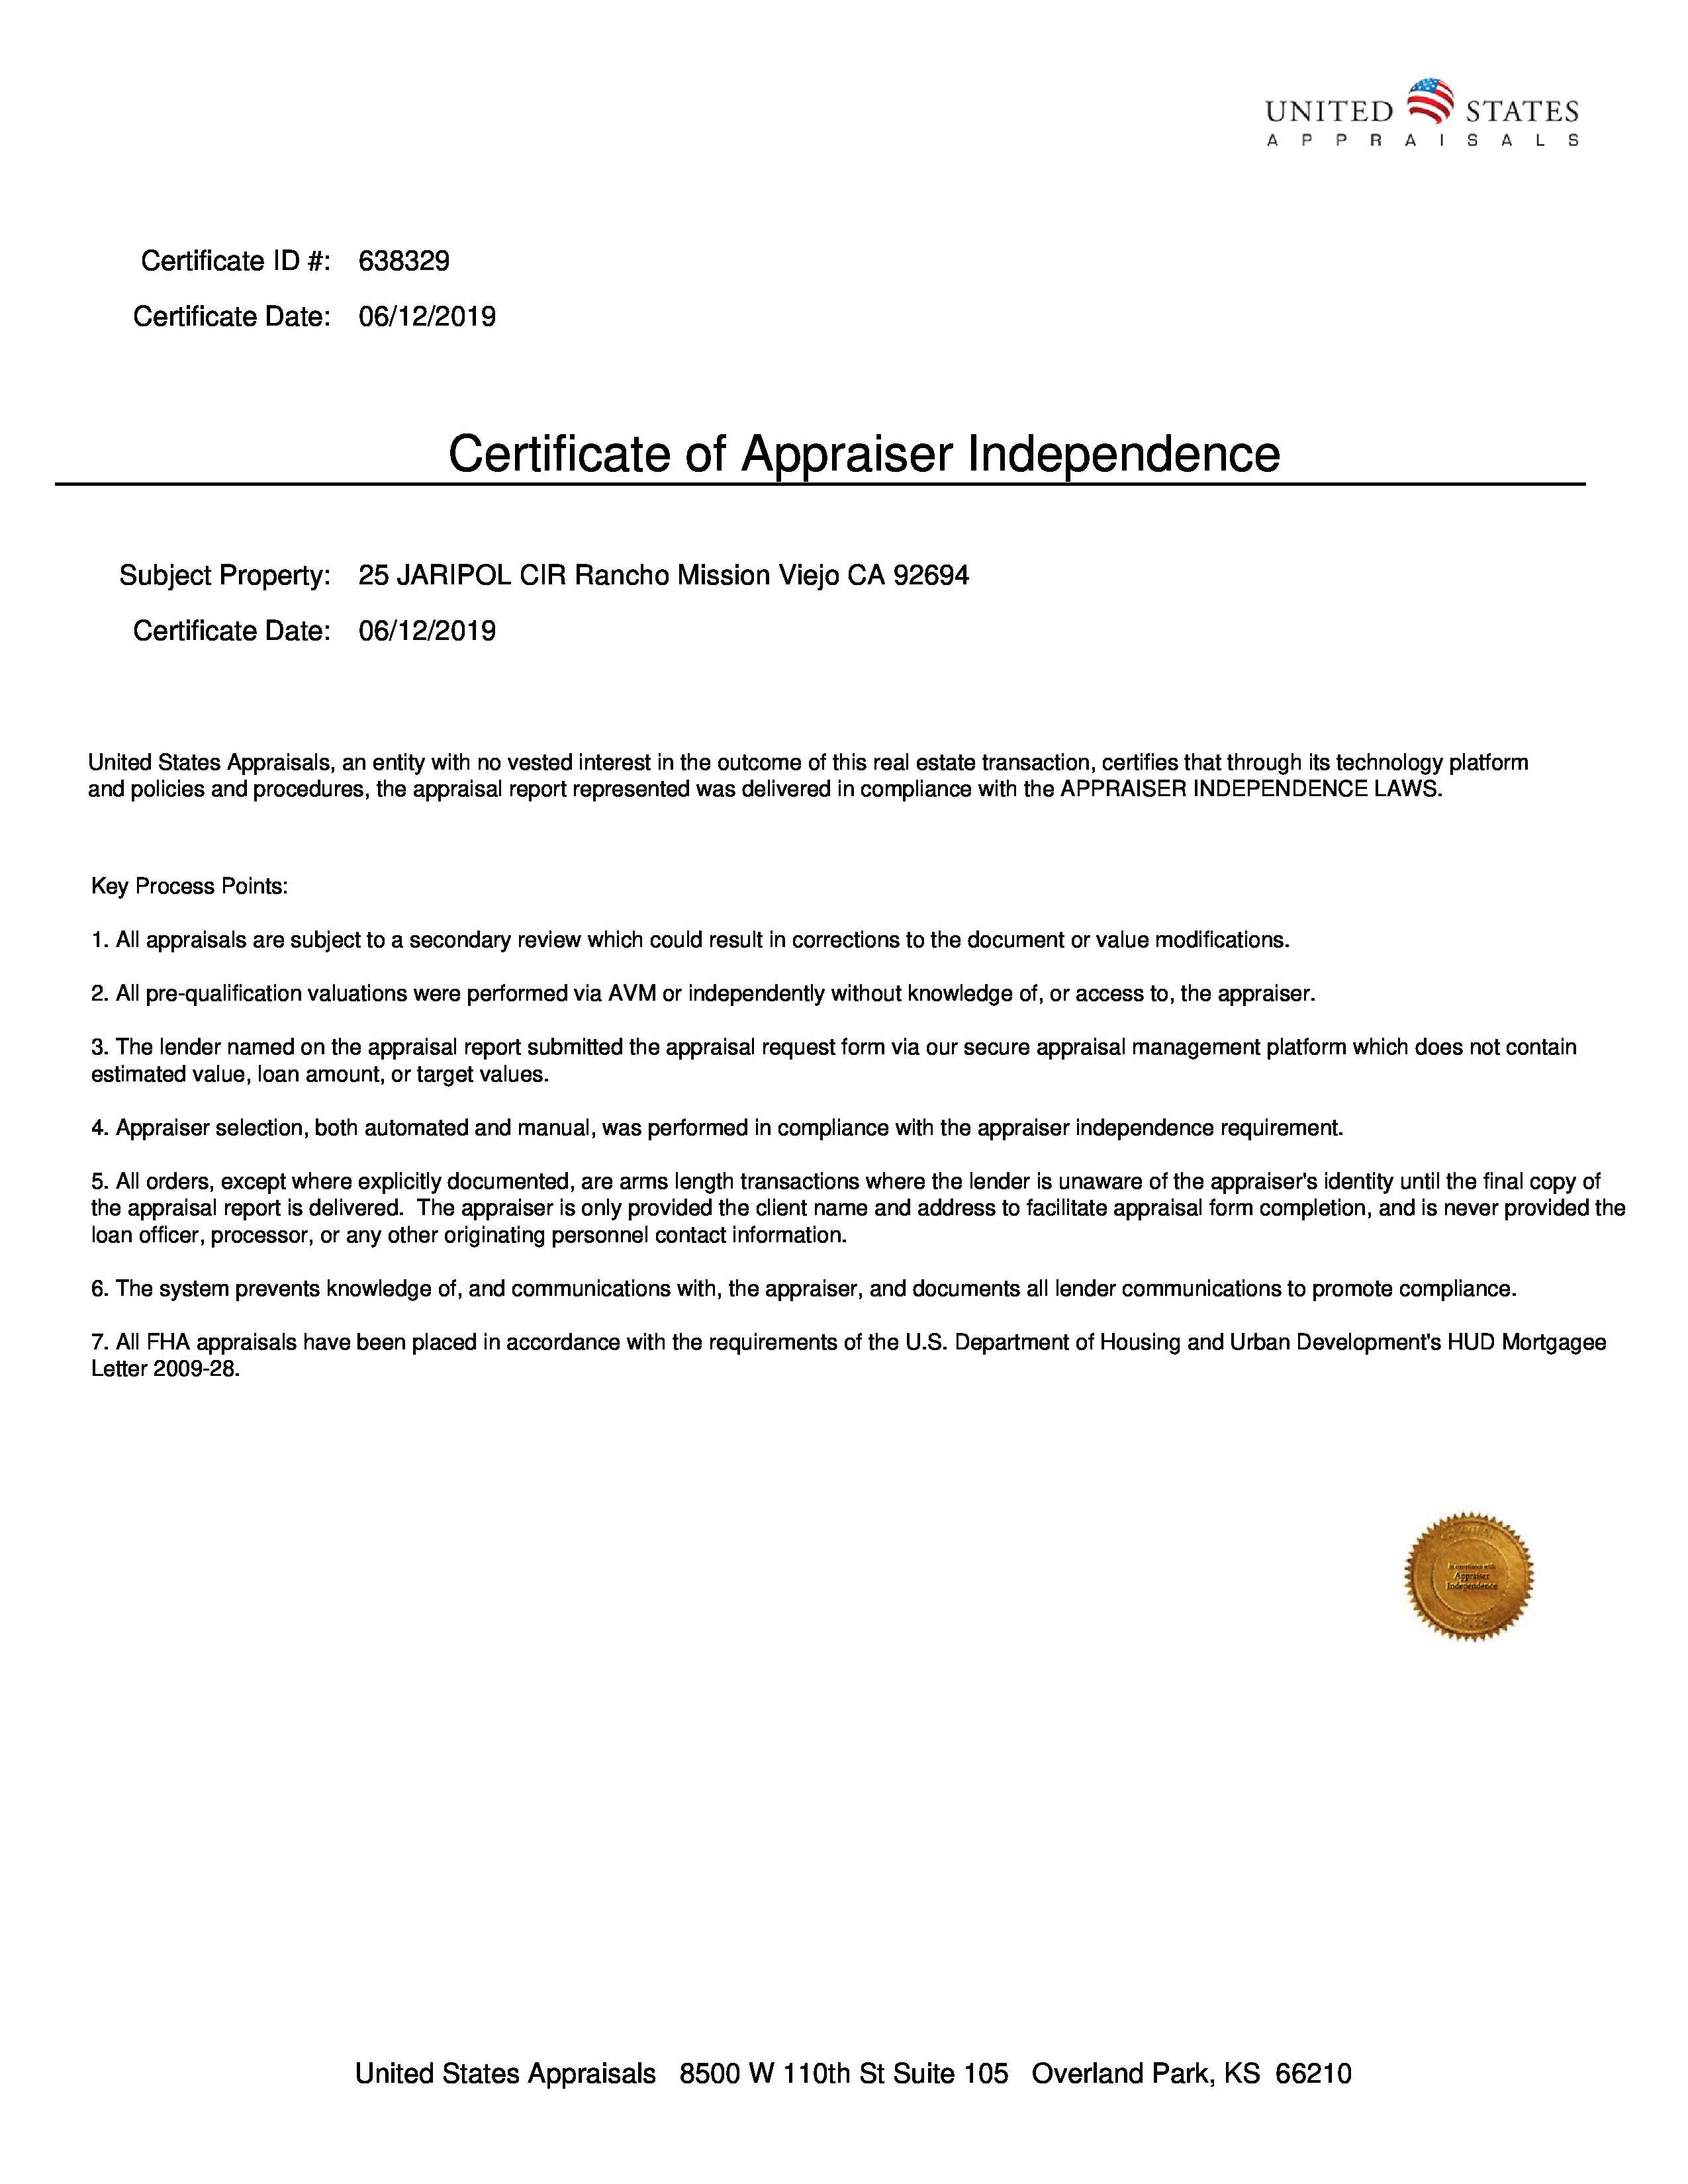 UNITED STATES
APPRAISALS
Certificate ID #: 638329
Certificate Date: 06/12/2019
Certificate of Appraiser Independence
Subject Property: 25 JARIPOL CIR Rancho Mission Viejo CA 92694
Certificate Date: 06/12/2019
United States Appraisals, an entity with no vested interest in the outcome of this real estate transaction, certifies that through its technology platform
and policies and procedures, the appraisal report represented was delivered in compliance with the APPRAISER INDEPENDENCE LAWS.
Key Process Points:
1. All appraisals are subject to a secondary review which could result in corrections to the document or value modifications.
2. All pre-qualification valuations were performed via AVM or independently without knowledge of, or access to, the appraiser.
3. The lender named on the appraisal report submitted the appraisal request form via our secure appraisal management platform which does not contain
estimated value, loan amount, or target values.
4. Appraiser selection, both automated and manual, was performed in compliance with the appraiser independence requirement.
5. All orders, except where explicitly documented, are arms length transactions where the lender is unaware of the appraiser's identity until the final copy of
the appraisal report is delivered.  The appraiser is only provided the client name and address to facilitate appraisal form completion, and is never provided the
loan officer, processor, or any other originating personnel contact information.
6. The system prevents knowledge of, and communications with, the appraiser, and documents all lender communications to promote compliance.
7. All FHA appraisals have been placed in accordance with the requirements of the U.S. Department of Housing and Urban Development's HUD Mortgagee
Letter 2009-28.
In compliance with
Appraiser
Independence
United States Appraisals   8500 W 110th St Suite 105   Overland Park, KS  66210